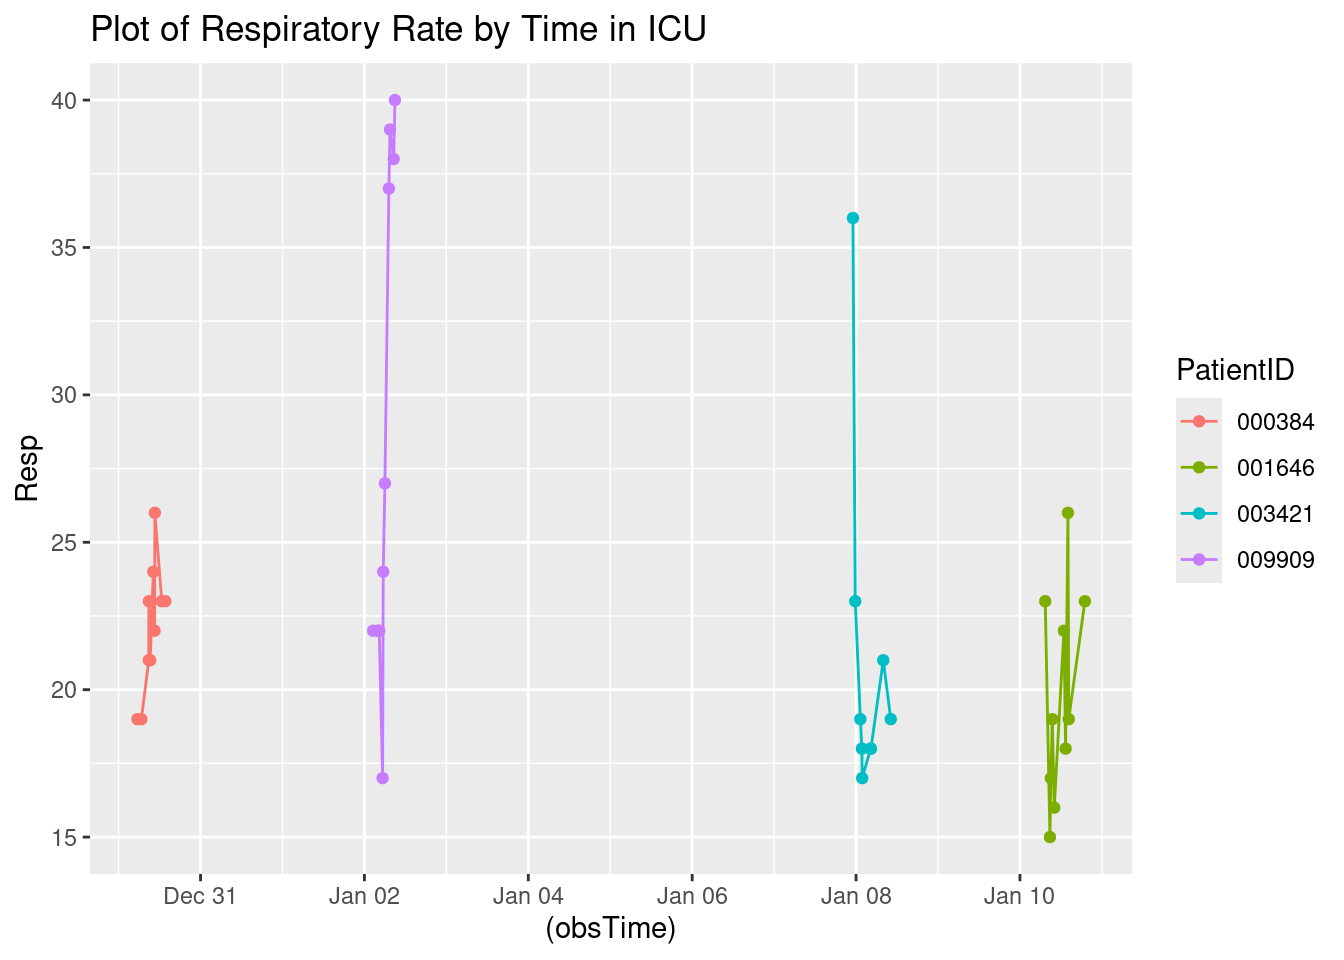 Plot of Respiratory Rate by Time in ICU
40
35
30
25
20
15
Resp
Dec 31
Jan 02
Jan 04
Jan 06
Jan 08
Jan 10
(obsTime)
PatientID
000384
001646
003421
009909